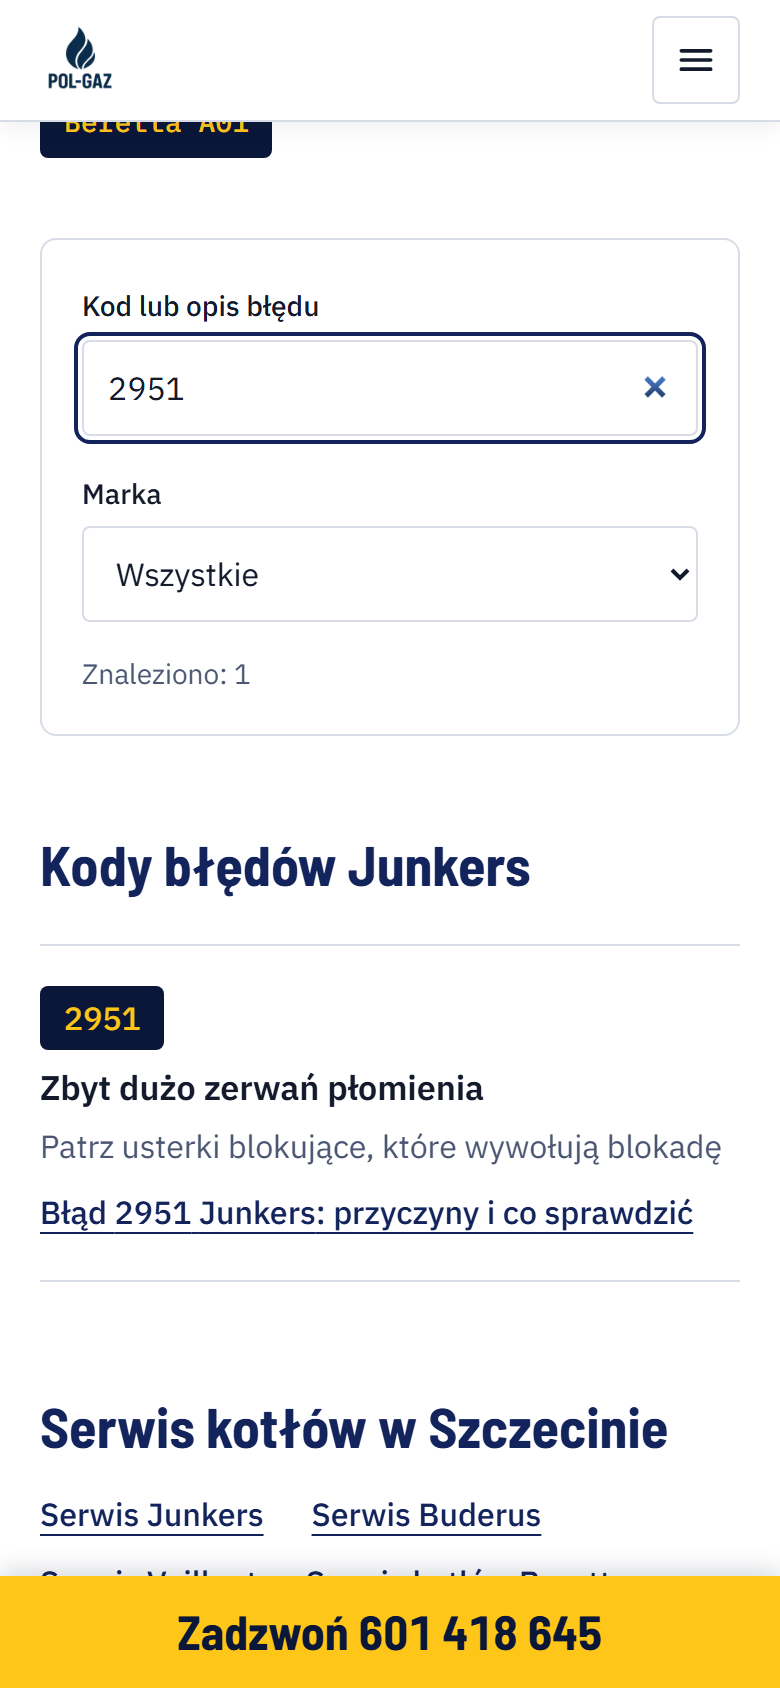 POL-GAZ
Beretta A01
Kod lub opis błędu
2951
Marka
Wszystkie
Znaleziono: 1
Kody błędów Junkers
2951
Zbyt dużo zerwań płomienia
Patrz usterki blokujące, które wywołują blokadę
Błąd 2951 Junkers: przyczyny i co sprawdzić
Serwis kotłów w Szczecinie
Serwis Junkers Serwis Buderus
Zadzwoń 601 418 645